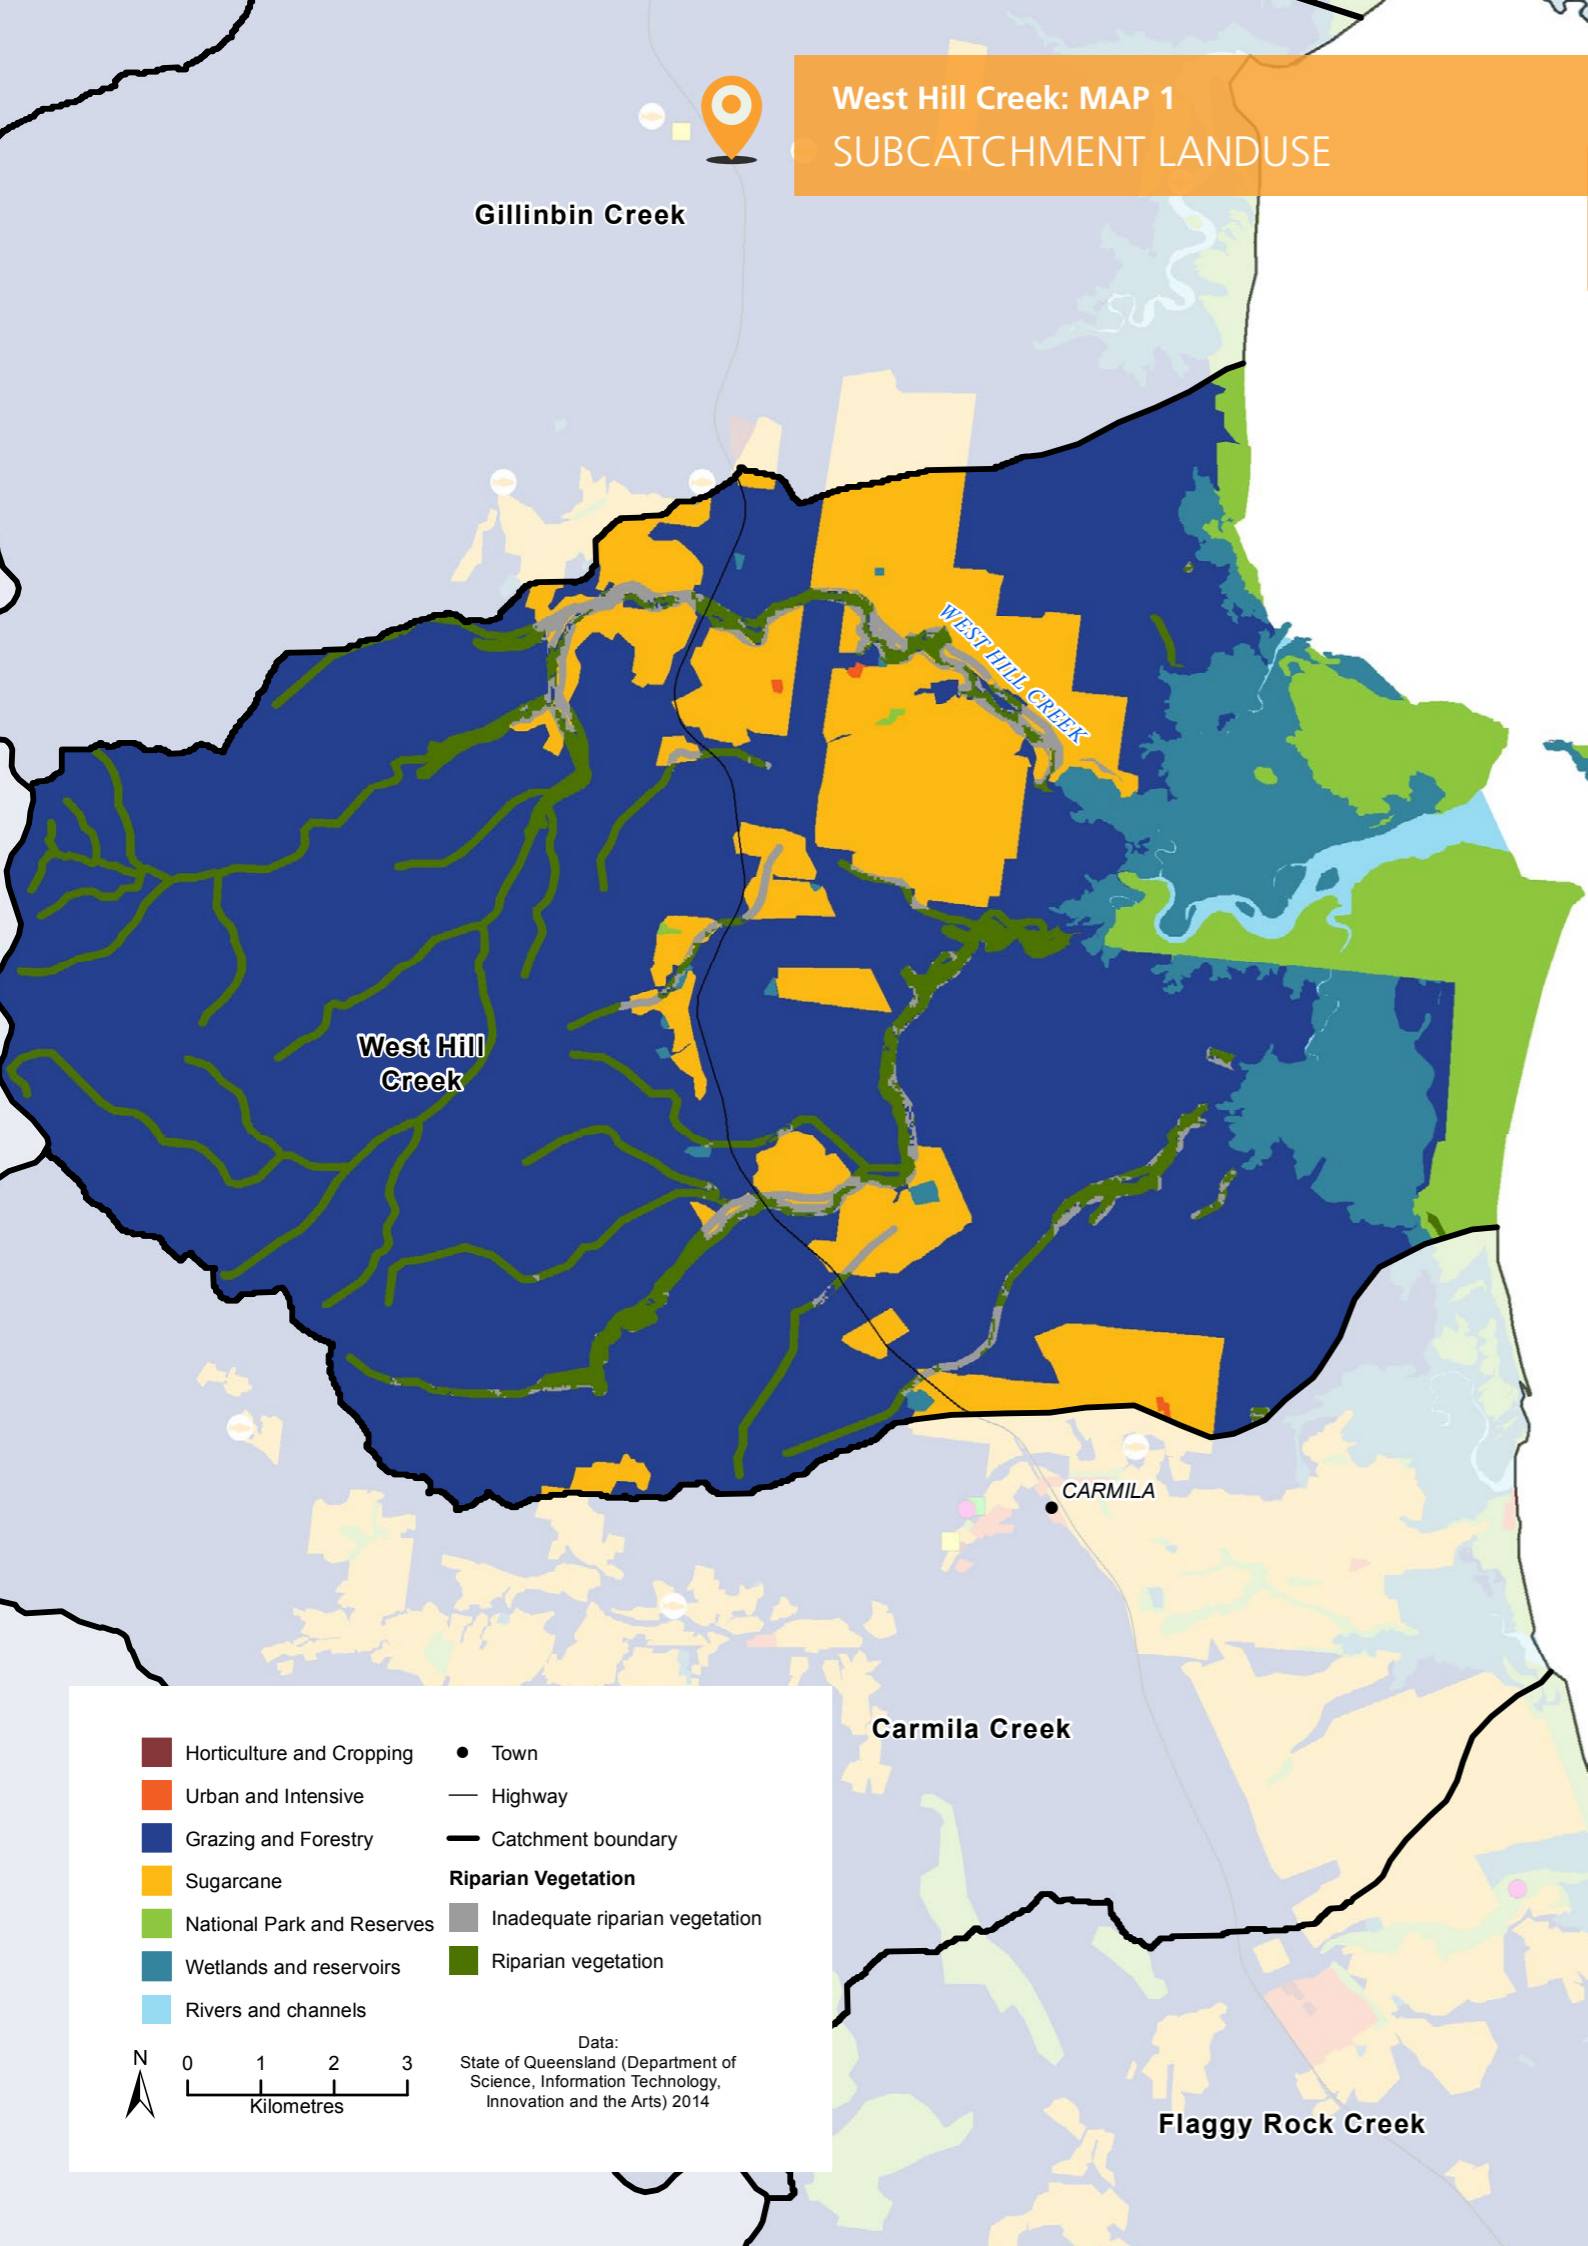 West Hill Creek: MAP 1
SUBCATCHMENT LANDUSE
Gillinbin Creek
WEST HILL CREEK
West Hill
Creek
CARMILA
Carmila Creek
Horticulture and Cropping
Urban and Intensive
Grazing and Forestry
Sugarcane
National Park and Reserves
Wetlands and reservoirs
Rivers and channels
Town
Highway
Catchment boundary
Riparian Vegetation
Inadequate riparian vegetation
Riparian vegetation
N
0 1 2 3
Kilometres
Data:
State of Queensland (Department of
Science, Information Technology,
Innovation and the Arts) 2014
Flaggy Rock Creek